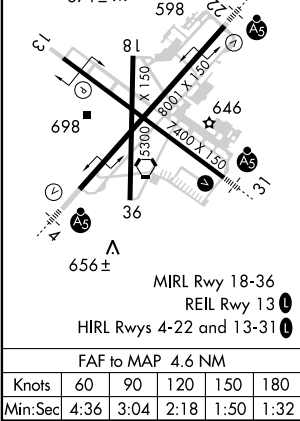 598
22
V
A5
13
18
P
8001 X 150
698
5300 X 150
646
7400 X 150
A5
V
V
31
4
A5
36
656±
MIRL Rwy 18-36
REIL Rwy 13 L
HIRL Rwys 4-22 and 13-31 L
FAF to MAP 4.6 NM
Knots 60 90 120 150 180
Min:Sec 4:36 3:04 2:18 1:50 1:32